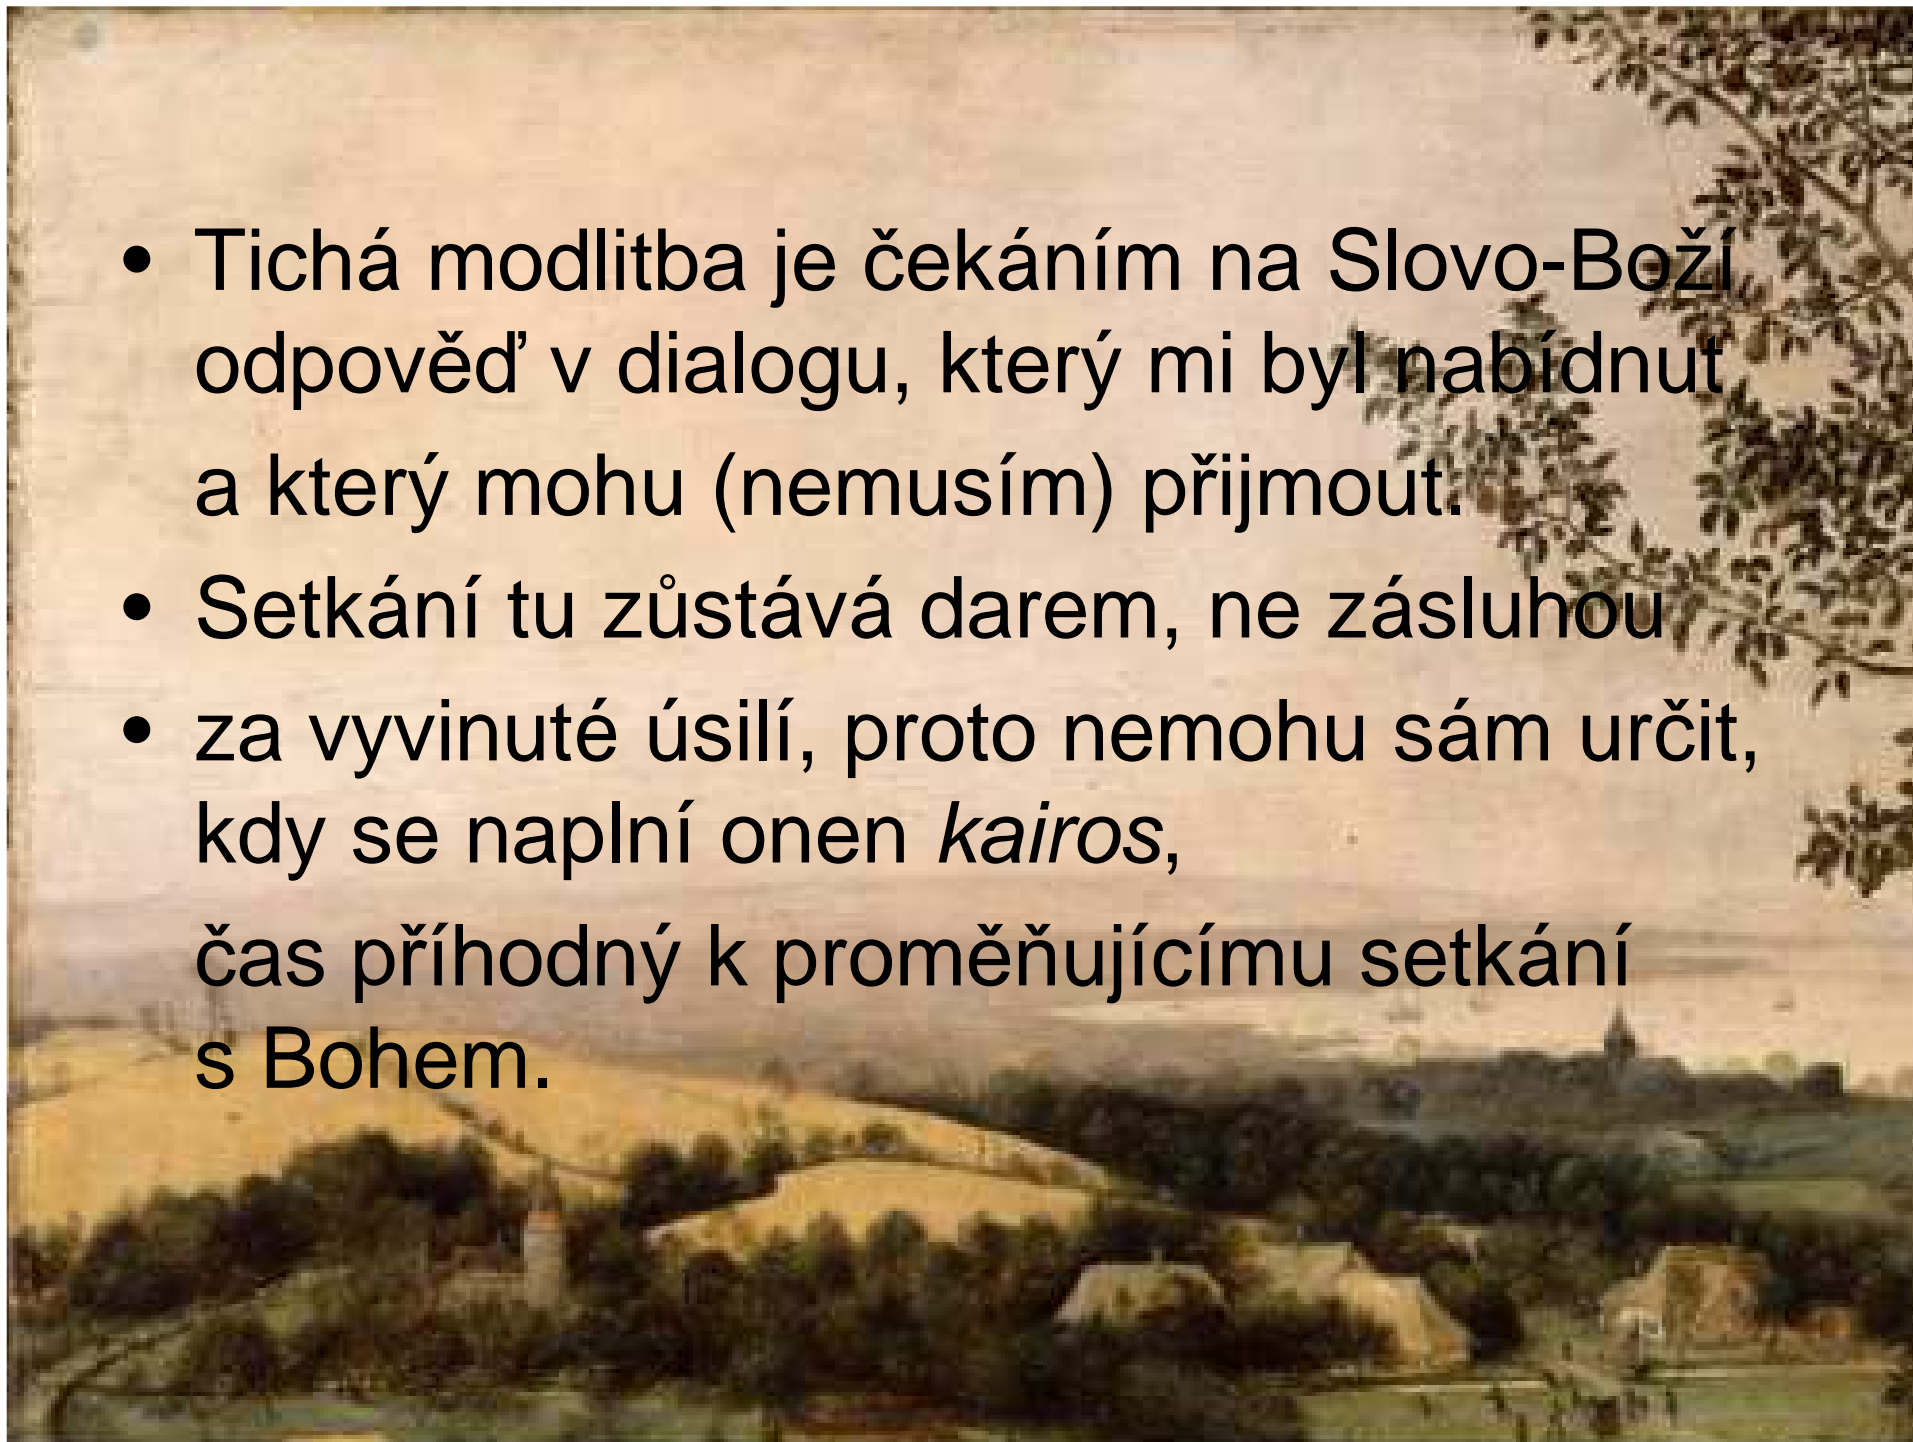 • Tichá modlitba je čekáním na Slovo-Boží
odpověď v dialogu, který mi byl nabídnut
a který mohu (nemusím) přijmout.
• Setkání tu zůstává darem, ne zásluhou
• za vyvinuté úsilí, proto nemohu sám určit,
kdy se naplní onen kairos,
čas příhodný k proměňujícímu setkání
s Bohem.